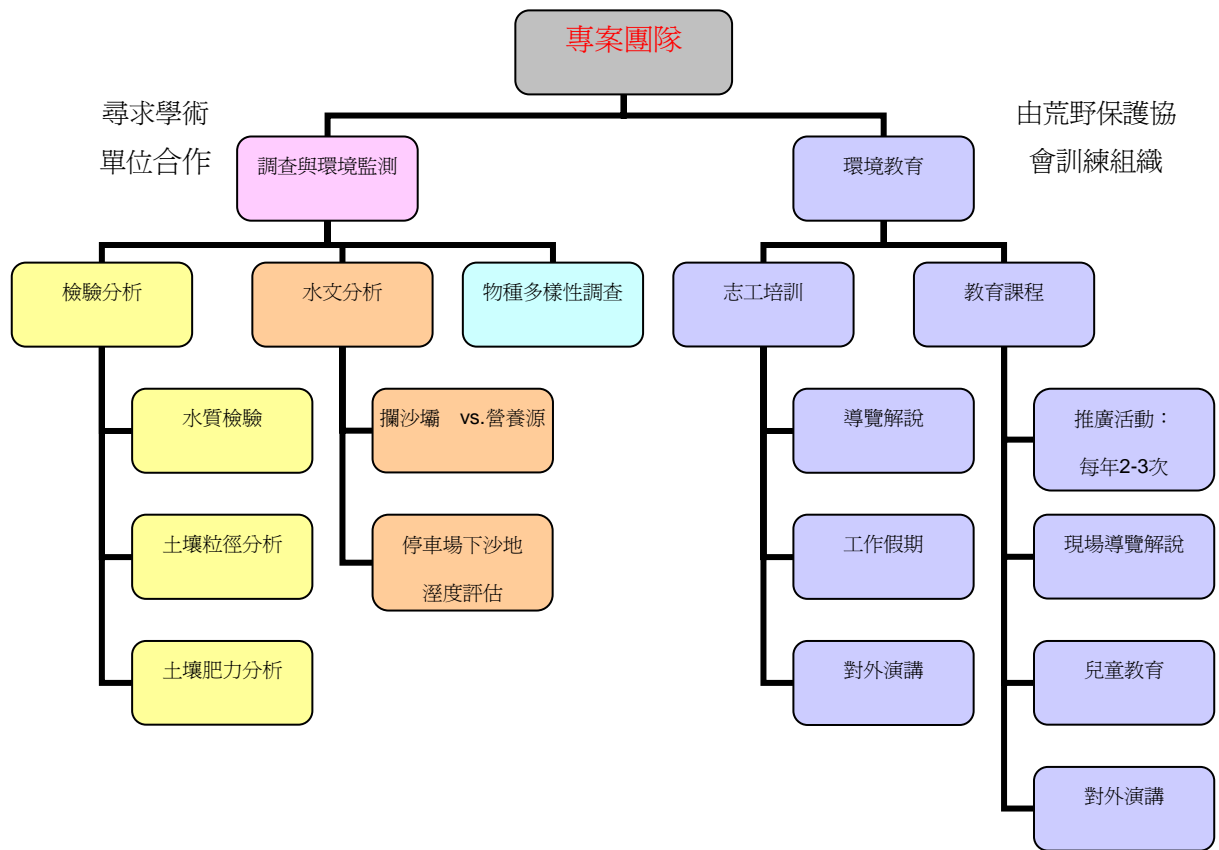 專案團隊
尋求學術
單位合作
由荒野保護協
會訓練組織
調查與環境監測
環境教育
檢驗分析
水文分析
物種多樣性調查
志工培訓
教育課程
水質檢驗
攔沙壩 vs.營養源
導覽解說
推廣活動：
每年2-3次
土壤粒徑分析
停車場下沙地
溼度評估
工作假期
現場導覽解說
土壤肥力分析
對外演講
兒童教育
對外演講